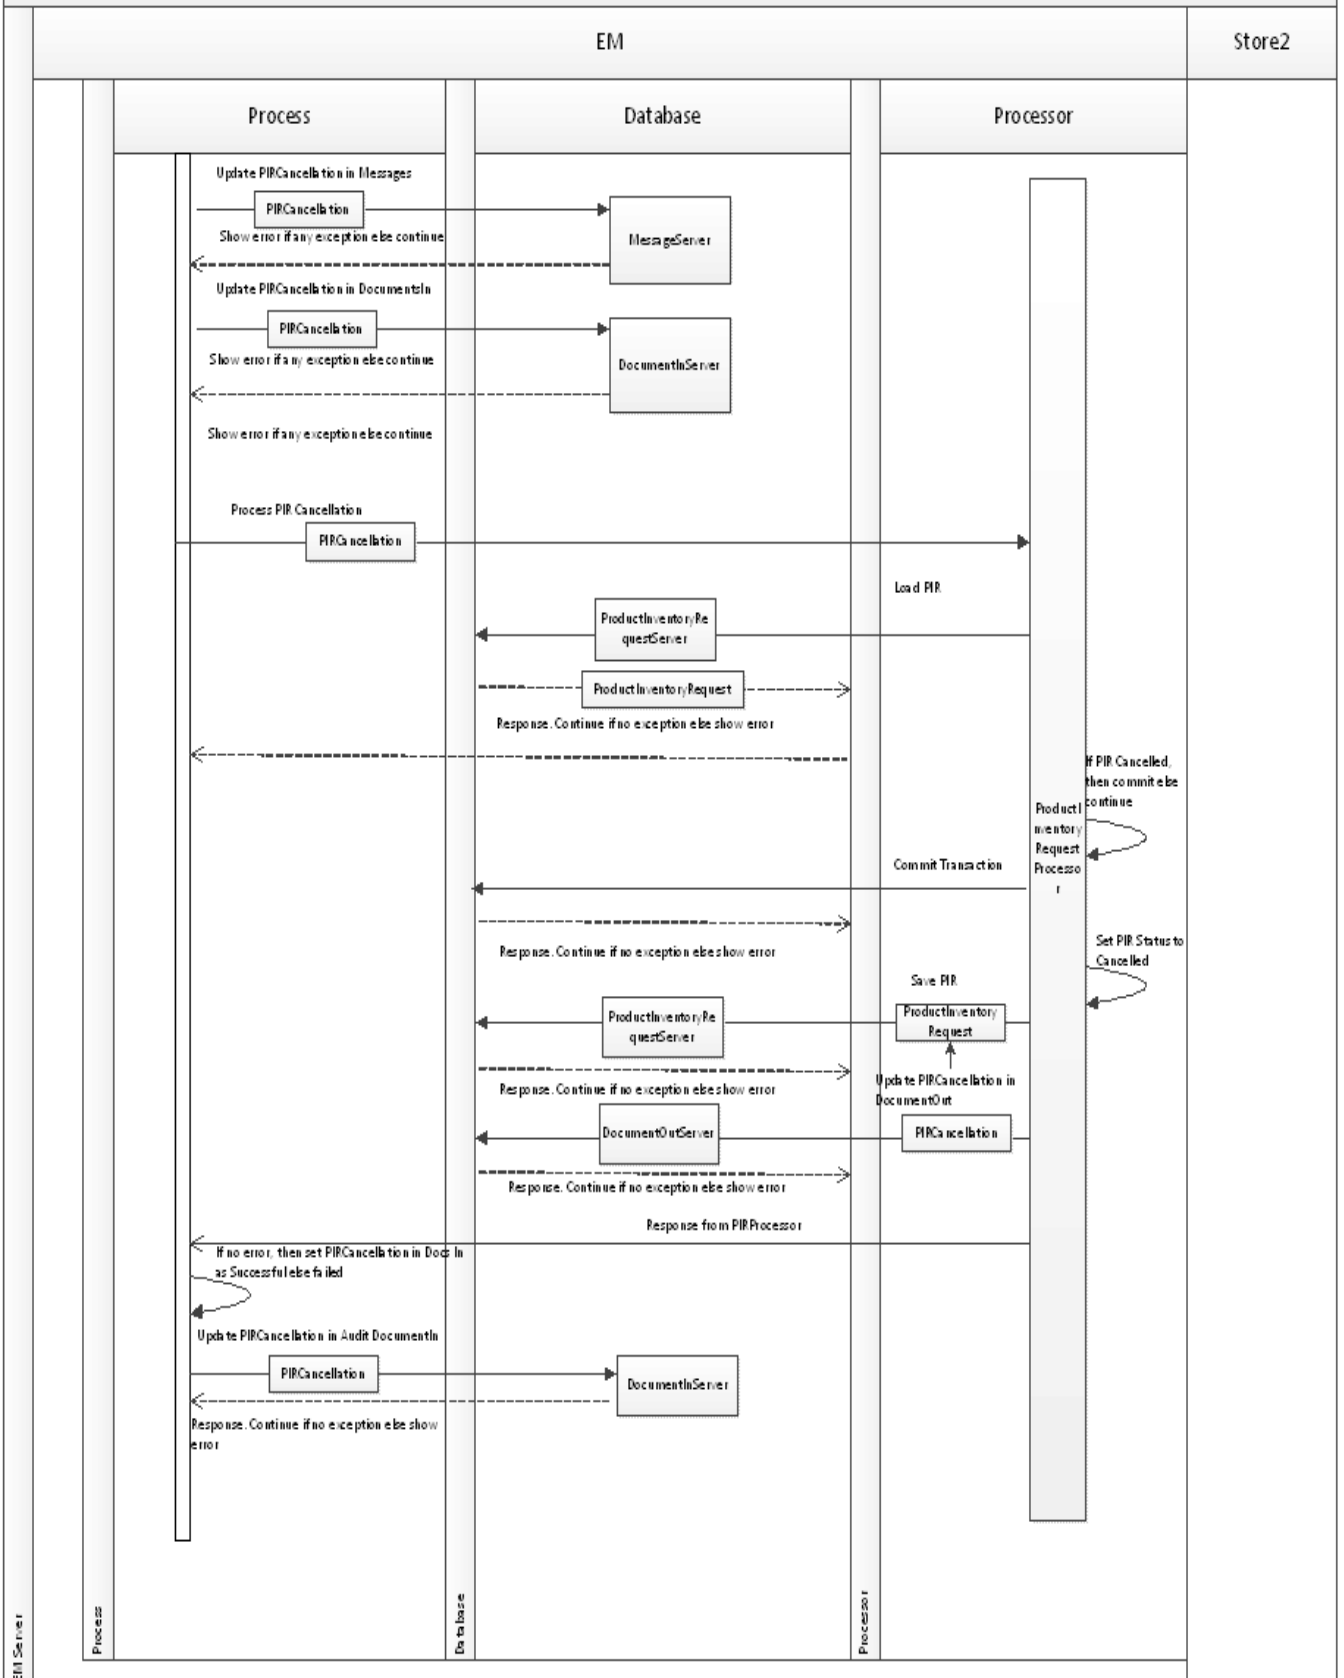 EM
Store2
Process
Database
Processor
Update PIRCancellation in Messages
PIRCancellation
Show error if any exception else continue
MessageServer
Update PIRCancellation in DocumentsIn
PIRCancellation
Show error if any exception else continue
DocumentInServer
Show error if any exception else continue
Process PIR Cancellation
PIRCancellation
Load PIR
ProductInventoryRe
questServer
ProductInventoryRequest
Response. Continue if no exception else show error
If PIR Cancelled,
then commit else
continue
ProductI
nventory
Request
Processo
r
Commit Transaction
Response. Continue if no exception else show error
Set PIR Status to
Cancelled
Save PIR
ProductInventoryRe
questServer
ProductInventory
Request
Response. Continue if no exception else show error
Update PIRCancellation in
DocumentOut
DocumentOutServer
PIRCancellation
Response. Continue if no exception else show error
Response from PIRProcessor
If no error, then set PIRCancellation in Docs In
as Successful else failed
Update PIRCancellation in Audit DocumentIn
PIRCancellation
DocumentInServer
Response. Continue if no exception else show
error
EM Server
Process
Database
Processor